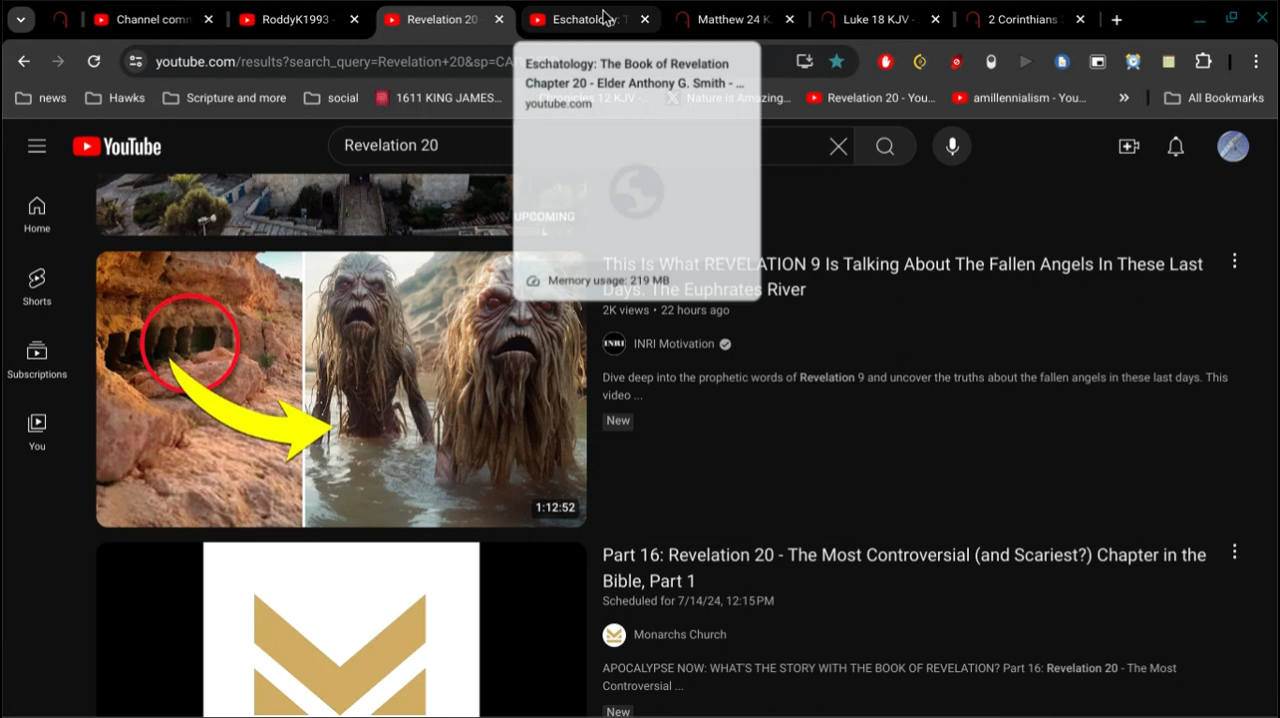 Channel comm
RoddyK1993 -
Revelation 20 -
Eschatology: T
Matthew 24 K
Luke 18 KJV -
2 Corinthians
youtube.com/results?search_query=Revelation+20&sp=CA
Eschatology: The Book of Revelation
Chapter 20 - Elder Anthony G. Smith - ...
youtube.com
news
Hawks
Scripture and more
social
1611 KING JAMES...
Chronicles 12 KJV -...
Nature is Amazing...
Revelation 20 - You...
amillennialism - You...
All Bookmarks
YouTube
Revelation 20
Home
Shorts
Subscriptions
You
UPCOMING
Memory usage: 219 MB
This Is What REVELATION 9 Is Talking About The Fallen Angels In These Last
Days. The Euphrates River
2K views • 22 hours ago
INRI
INRI Motivation
Dive deep into the prophetic words of Revelation 9 and uncover the truths about the fallen angels in these last days. This
video ...
New
1:12:52
Part 16: Revelation 20 - The Most Controversial (and Scariest?) Chapter in the
Bible, Part 1
Scheduled for 7/14/24, 12:15 PM
Monarchs Church
APOCALYPSE NOW: WHAT'S THE STORY WITH THE BOOK OF REVELATION? Part 16: Revelation 20 - The Most
Controversial ...
New